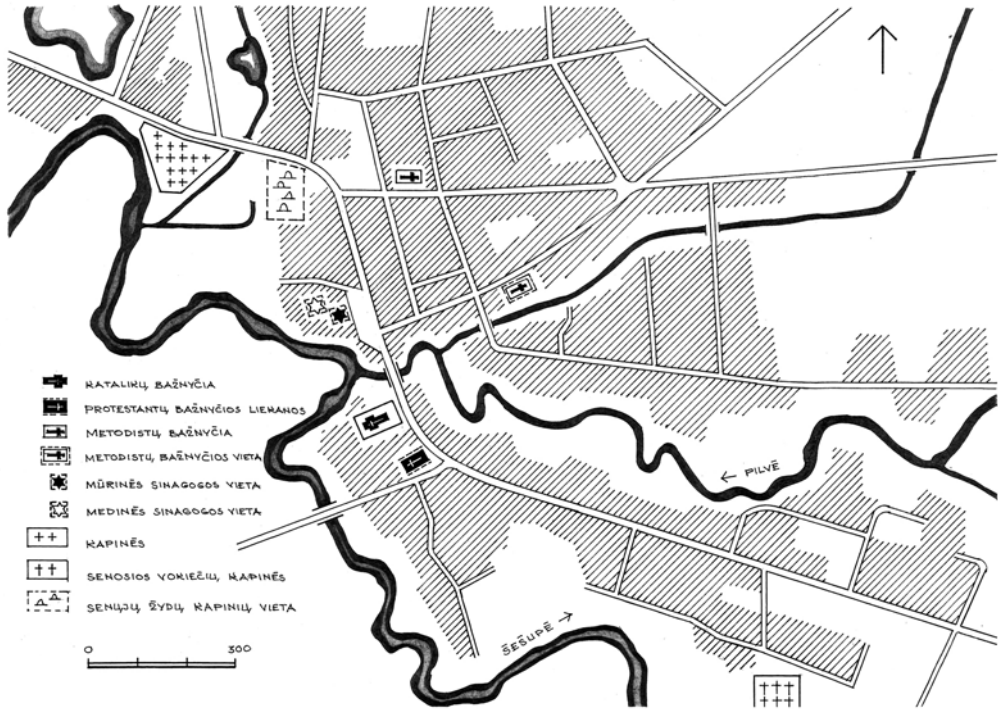 KATALIKŲ BAŽNYČIA
PROTESTANTŲ BAŽNYČIOS LIEKANOS
METODISTŲ BAŽNYČIA
METODISTŲ BAŽNYČIOS VIETA
MŪRINĖS SINAGOGOS VIETA
MEDINĖS SINAGOGOS VIETA
KAPINĖS
SENOSIOS VOKIEČIŲ KAPINĖS
SENŲJŲ ŽYDŲ KAPINIŲ VIETA
0 300
← PILVĖ
ŠEŠUPĖ →